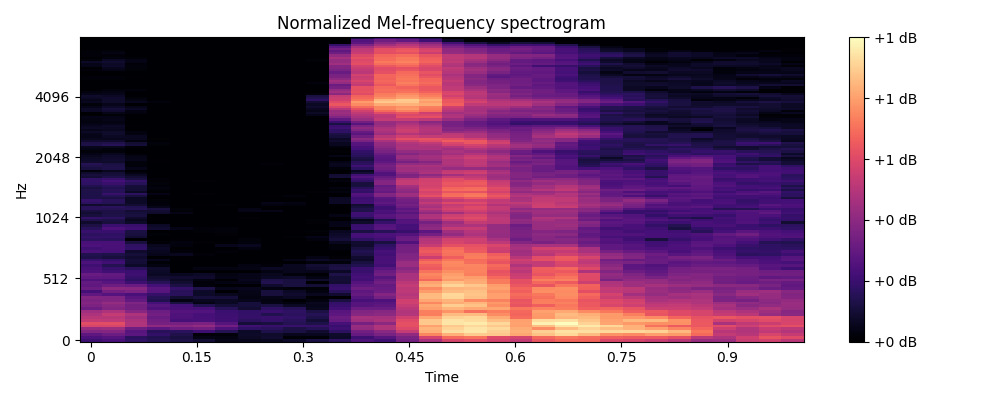 Normalized Mel-frequency spectrogram
Hz
4096
2048
1024
512
0
0 0.15 0.3 0.45 0.6 0.75 0.9
Time
+1 dB
+1 dB
+1 dB
+0 dB
+0 dB
+0 dB